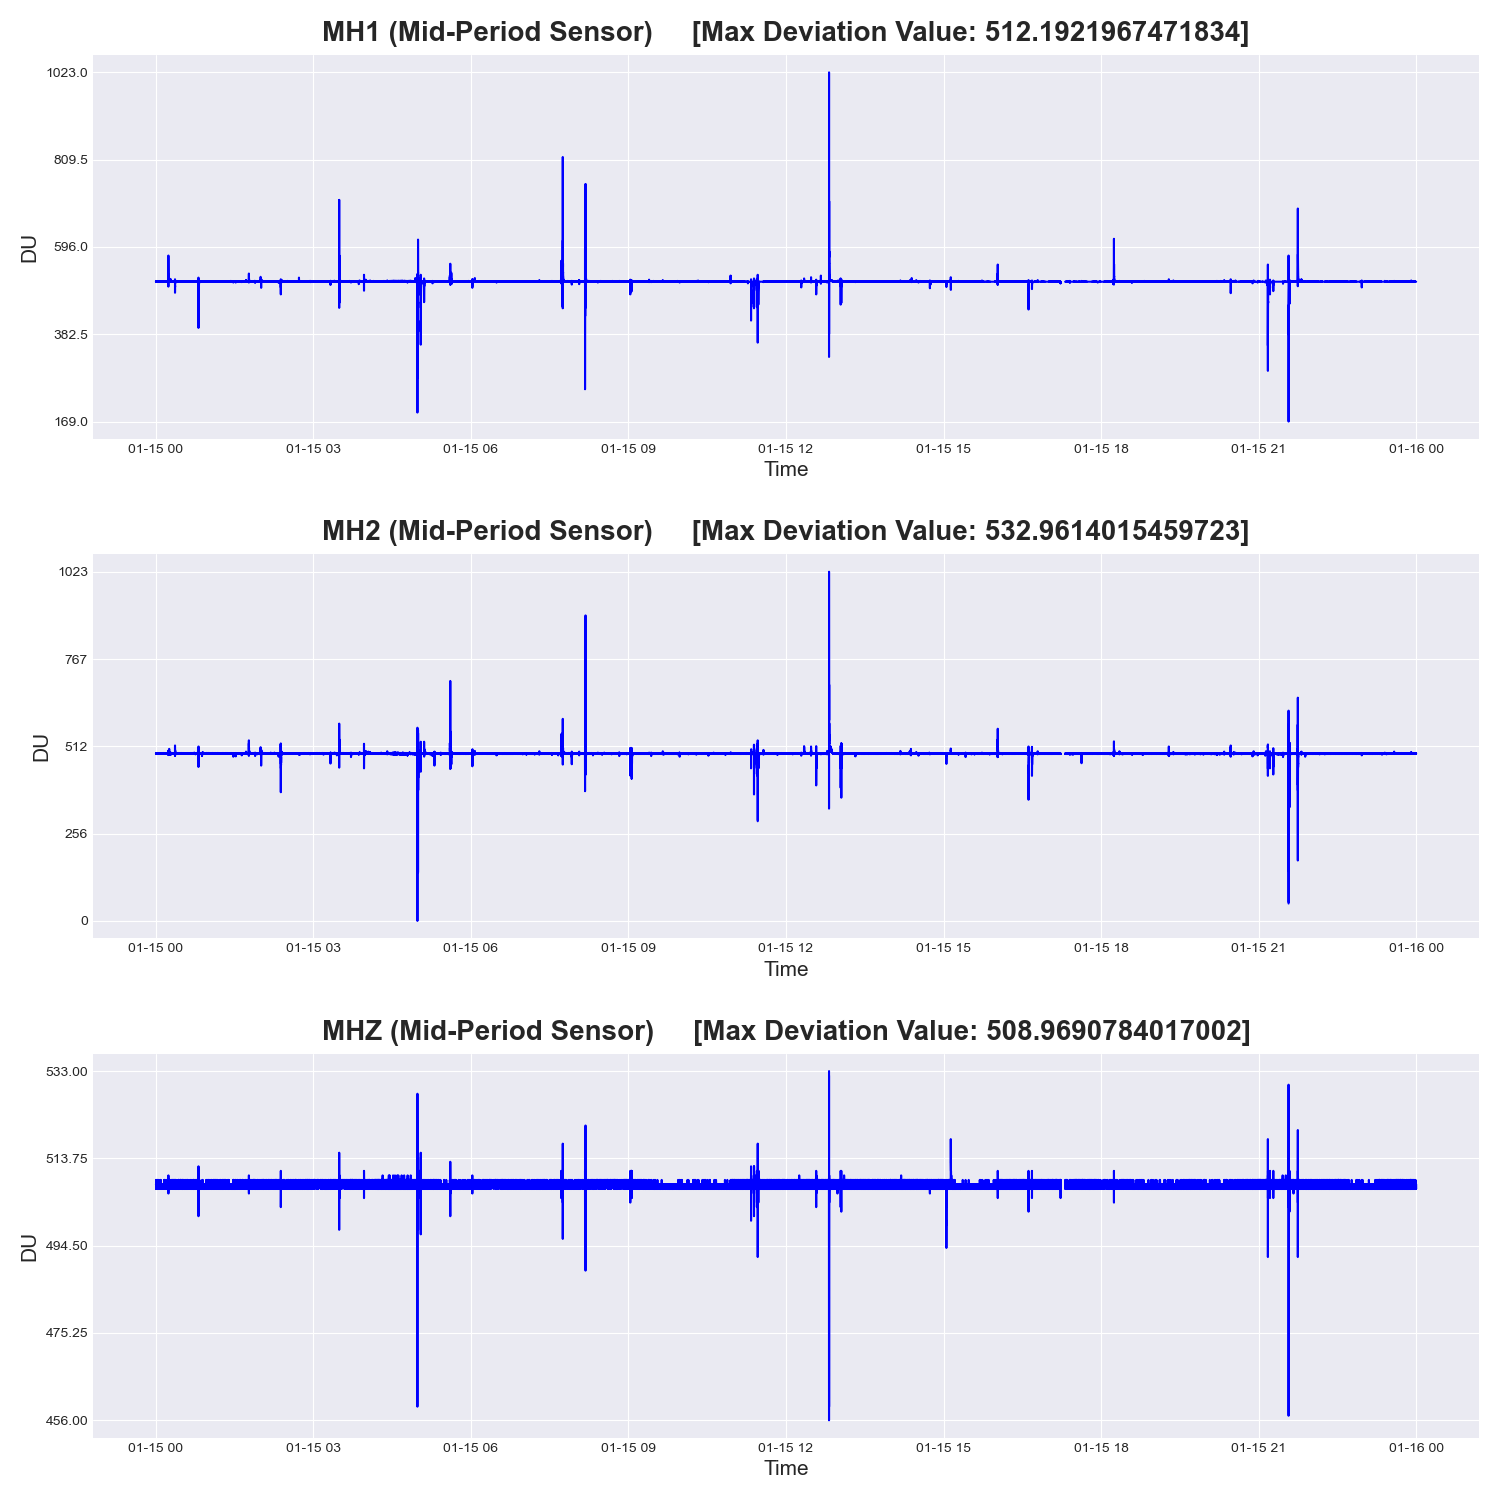 MH1 (Mid-Period Sensor) [Max Deviation Value: 512.1921967471834]
1023.0
809.5
596.0
382.5
169.0
DU
01-15 00 01-15 03 01-15 06 01-15 09 01-15 12 01-15 15 01-15 18 01-15 21 01-16 00
Time
MH2 (Mid-Period Sensor) [Max Deviation Value: 532.9614015459723]
1023
767
512
256
0
DU
01-15 00 01-15 03 01-15 06 01-15 09 01-15 12 01-15 15 01-15 18 01-15 21 01-16 00
Time
MHZ (Mid-Period Sensor) [Max Deviation Value: 508.9690784017002]
533.00
513.75
494.50
475.25
456.00
DU
01-15 00 01-15 03 01-15 06 01-15 09 01-15 12 01-15 15 01-15 18 01-15 21 01-16 00
Time